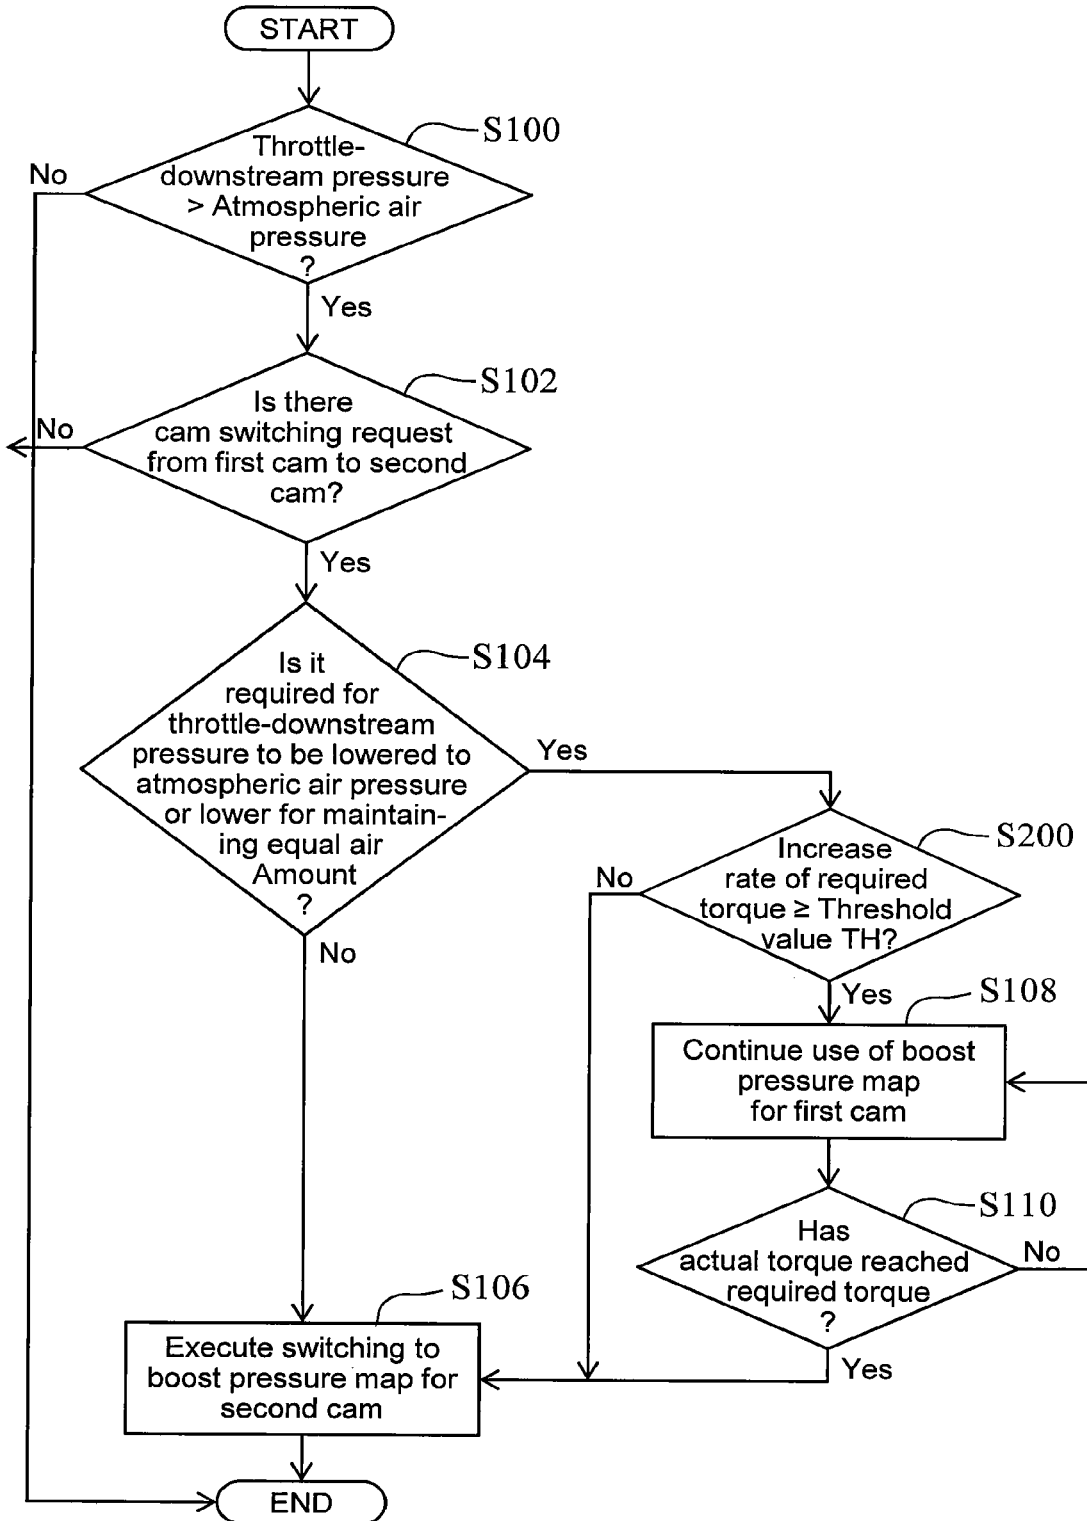 START
S100
Throttle-
downstream pressure
> Atmospheric air
pressure
?
No
Yes
S102
Is there
cam switching request
from first cam to second
cam?
No
Yes
S104
Is it
required for
throttle-downstream
pressure to be lowered to
atmospheric air pressure
or lower for maintain-
ing equal air
Amount
?
Yes
No
S200
Increase
rate of required
torque ≥ Threshold
value TH?
No
Yes
S108
Continue use of boost
pressure map
for first cam
S110
Has
actual torque reached
required torque
?
No
Yes
S106
Execute switching to
boost pressure map for
second cam
END